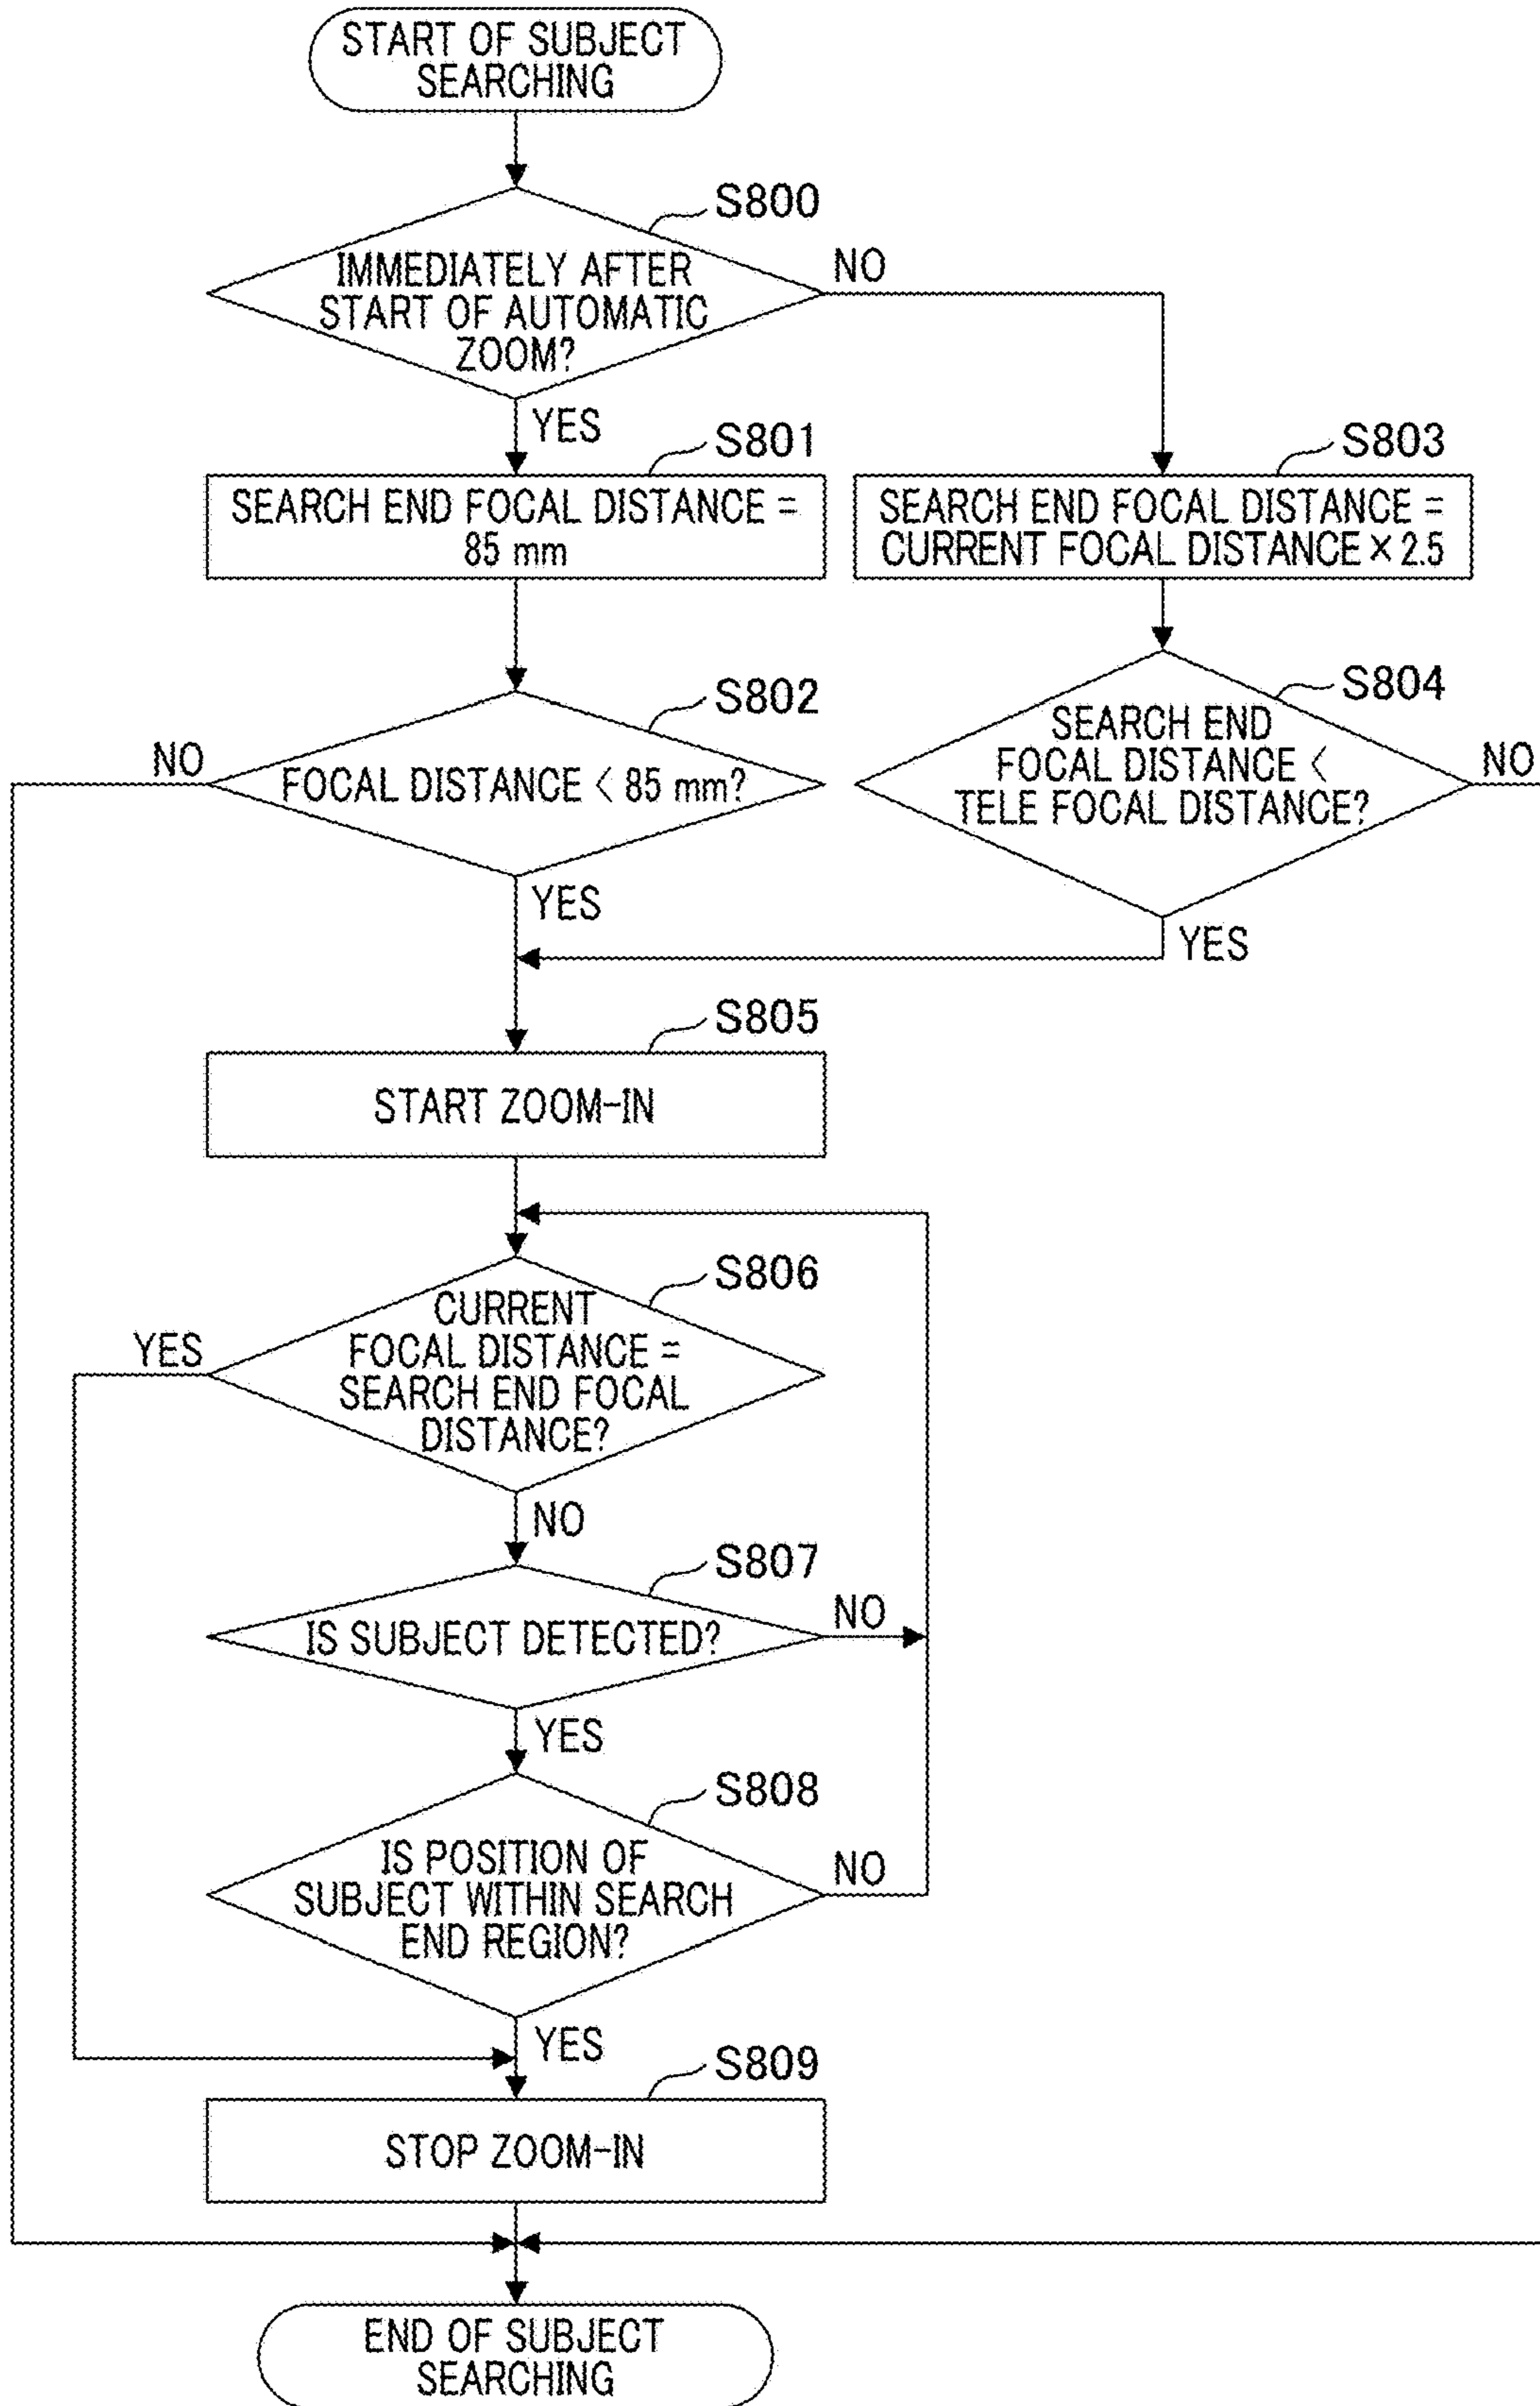 START OF SUBJECT
SEARCHING
S800
IMMEDIATELY AFTER
START OF AUTOMATIC
ZOOM?
NO
YES
S801
SEARCH END FOCAL DISTANCE =
85 mm
S803
SEARCH END FOCAL DISTANCE =
CURRENT FOCAL DISTANCE × 2.5
S802
FOCAL DISTANCE < 85 mm?
NO
YES
S804
SEARCH END
FOCAL DISTANCE <
TELE FOCAL DISTANCE?
NO
YES
S805
START ZOOM-IN
S806
CURRENT
FOCAL DISTANCE =
SEARCH END FOCAL
DISTANCE?
YES
NO
S807
IS SUBJECT DETECTED?
NO
YES
S808
IS POSITION OF
SUBJECT WITHIN SEARCH
END REGION?
NO
YES
S809
STOP ZOOM-IN
END OF SUBJECT
SEARCHING